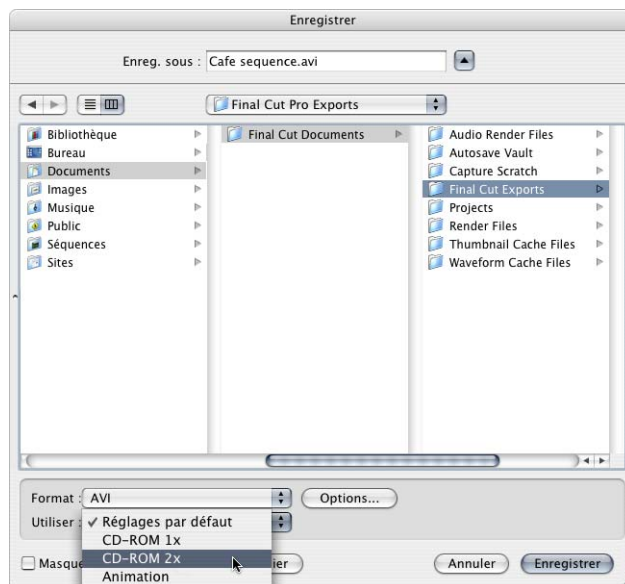 Enregistrer
Enreg. sous : Cafe sequence.avi
Final Cut Pro Exports
Bibliothèque
Bureau
Documents
Images
Musique
Public
Séquences
Sites
Final Cut Documents
Audio Render Files
Autosave Vault
Capture Scratch
Final Cut Exports
Projects
Render Files
Thumbnail Cache Files
Waveform Cache Files
Format : AVI
Options...
Utiliser : ✓ Réglages par défaut
CD-ROM 1x
CD-ROM 2x
Animation
Masque
ier
Annuler
Enregistrer